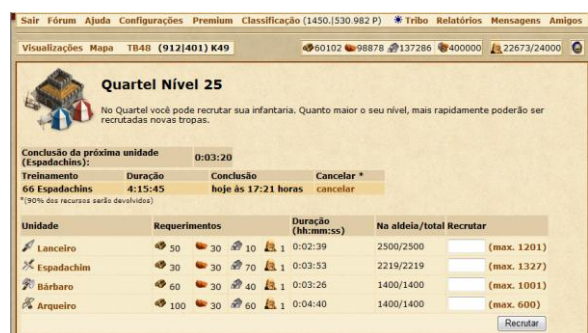 Sair Fórum Ajuda Configurações Premium Classificação (1450.|530.982 P) Tribo Relatórios Mensagens Amigos
Visualizações Mapa TB48 (912|401) K49 60102 98878 137286 400000 22673/24000
Quartel Nível 25
No Quartel você pode recrutar sua infantaria. Quanto maior o seu nível, mais rapidamente poderão ser
recrutadas novas tropas.
Conclusão da próxima unidade
(Espadachins): 0:03:20
Treinamento Duração Conclusão Cancelar *
66 Espadachins 4:15:45 hoje às 17:21 horas cancelar
*(90% dos recursos serão devolvidos)
Unidade Requerimentos Duração (hh:mm:ss) Na aldeia/total Recrutar
Lanceiro 50 30 10 1 0:02:39 2500/2500 (max. 1201)
Espadachim 30 30 70 1 0:03:53 2219/2219 (max. 1327)
Bárbaro 60 30 40 1 0:03:26 1400/1400 (max. 1001)
Arqueiro 100 30 60 1 0:04:40 1400/1400 (max. 600)
Recrutar